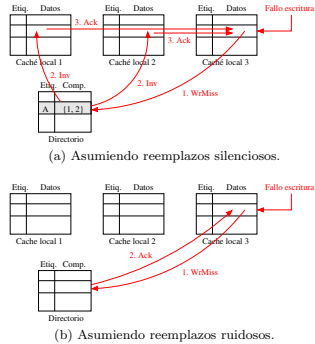 Etiq. Datos Etiq. Datos Etiq. Datos Fallo escritura
3. Ack
3. Ack
Caché local 1 Caché local 2 Caché local 3
2. Inv 2. Inv
1. WrMiss
Etiq. Comp.
A {1, 2}
Directorio
(a) Asumiendo reemplazos silenciosos.
Etiq. Datos Etiq. Datos Etiq. Datos Fallo escritura
Cache local 1 Cache local 2 Cache local 3
2. Ack
1. WrMiss
Etiq. Comp.
Directorio
(b) Asumiendo reemplazos ruidosos.